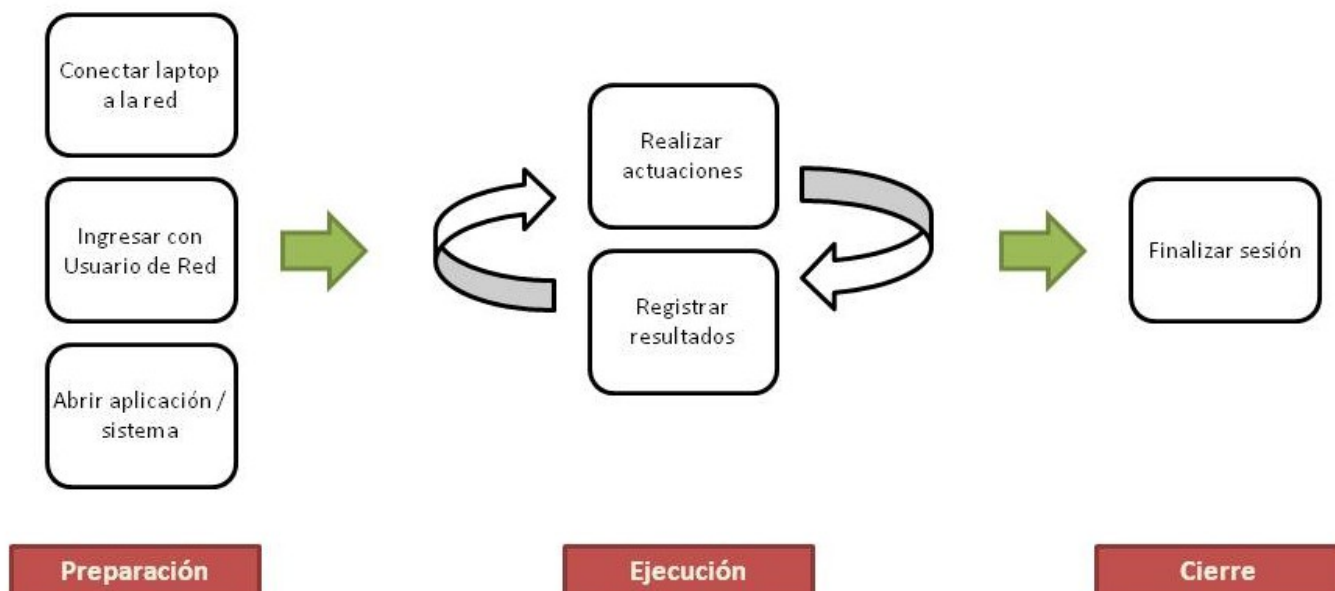 Conectar laptop
a la red
Ingresar con
Usuario de Red
Abrir aplicación /
sistema
Realizar
actuaciones
Registrar
resultados
Finalizar sesión
Preparación
Ejecución
Cierre